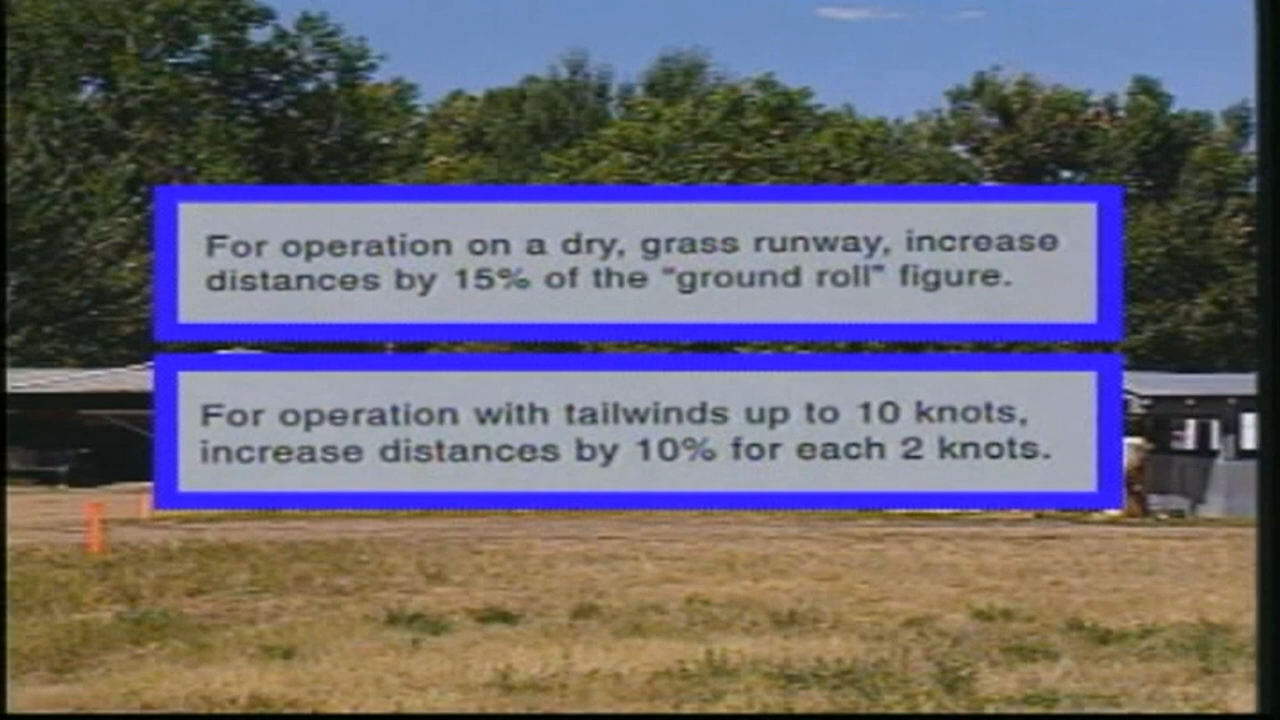 For operation on a dry, grass runway, increase
distances by 15% of the "ground roll" figure.
For operation with tailwinds up to 10 knots,
increase distances by 10% for each 2 knots.